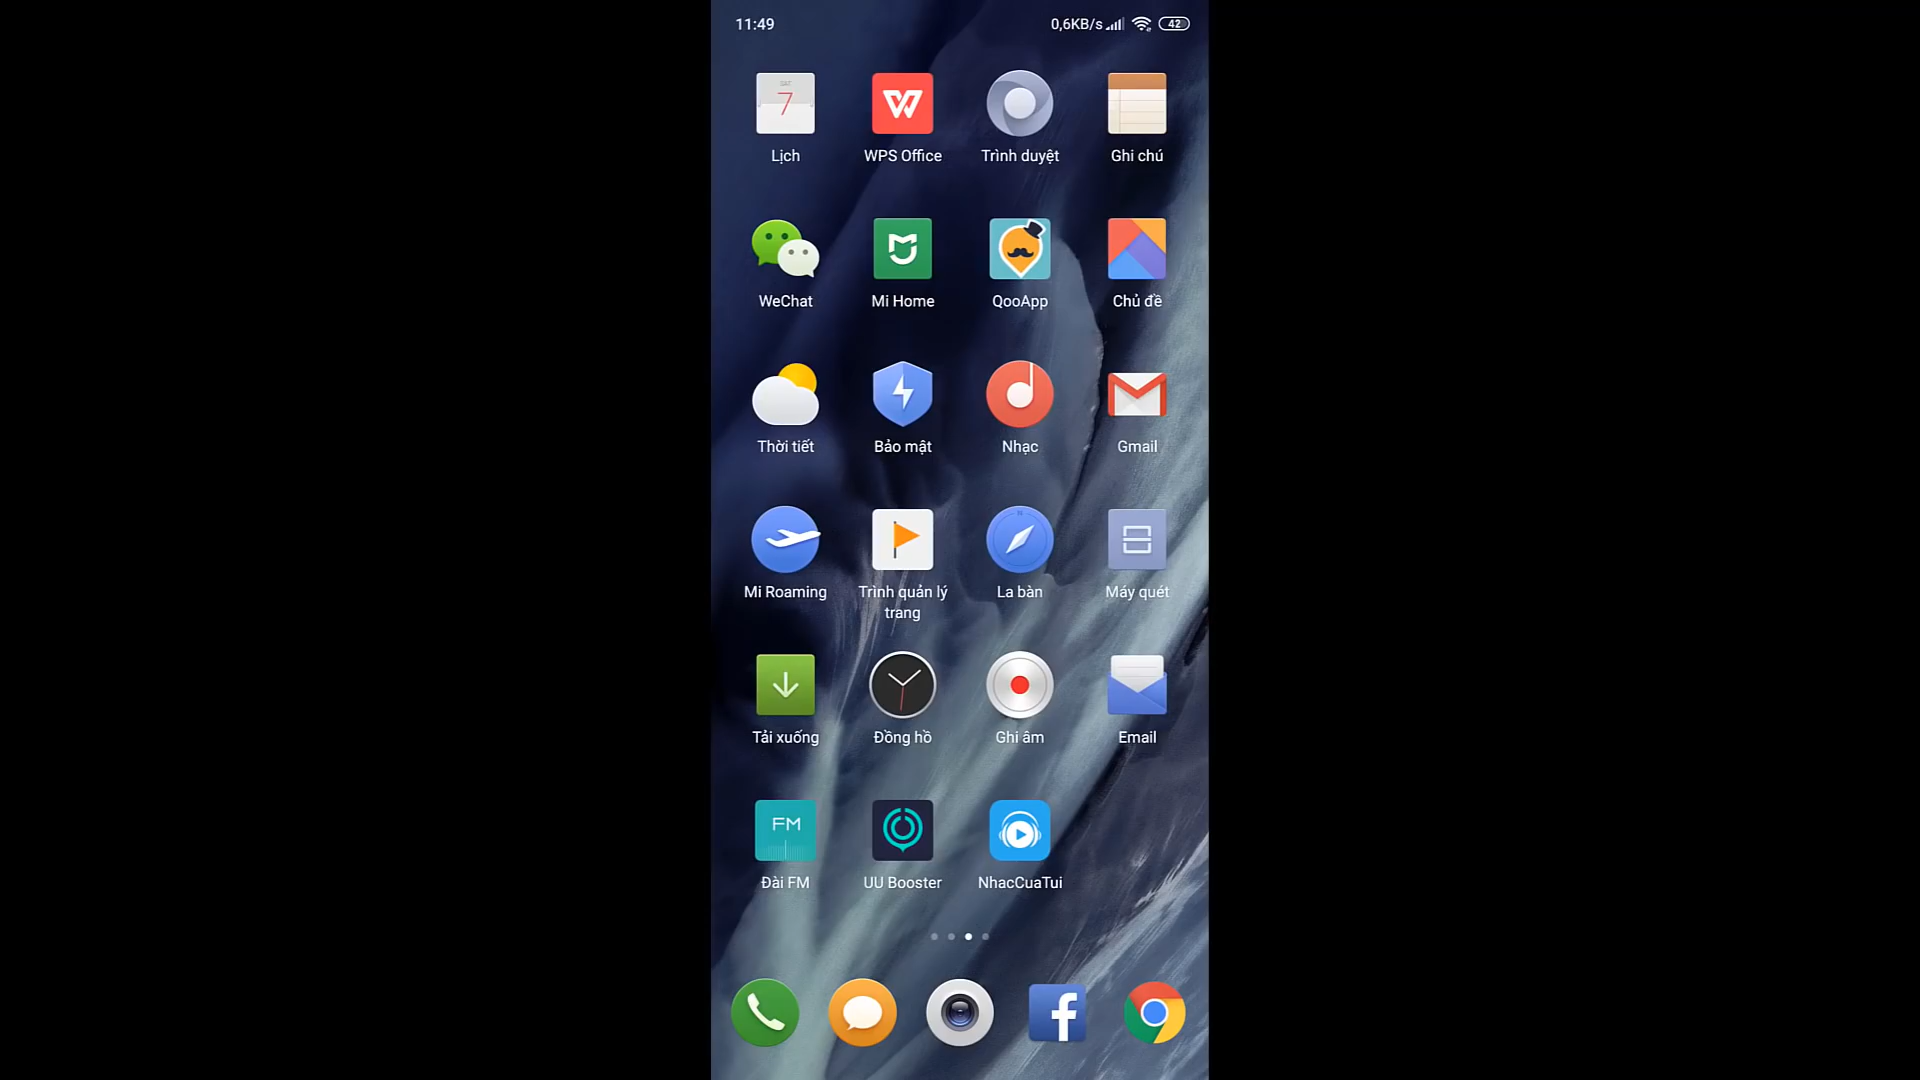 11:49
0,6KB/s
42
SAT
7
Lịch
WPS Office
Trình duyệt
Ghi chú
WeChat
Mi Home
QooApp
Chủ đề
Thời tiết
Bảo mật
Nhạc
Gmail
Mi Roaming
Trình quản lý
trang
La bàn
Máy quét
Tải xuống
Đồng hồ
Ghi âm
Email
FM
Đài FM
UU Booster
NhacCuaTui